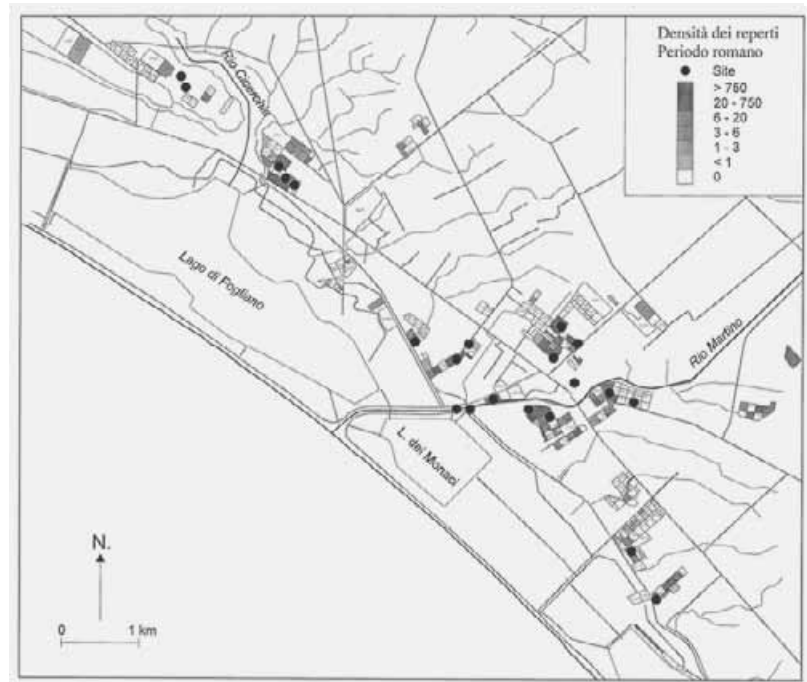 Densità dei reperti
Periodo romano
Site
> 750
20 - 750
6 - 20
3 - 6
1 - 3
< 1
0
Rio Cicerchia
Lago di Fogliano
Rio Martino
L. dei Monaci
N.
0 1 km